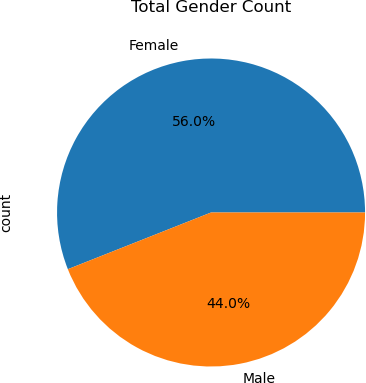 Total Gender Count
Female
56.0%
count
44.0%
Male